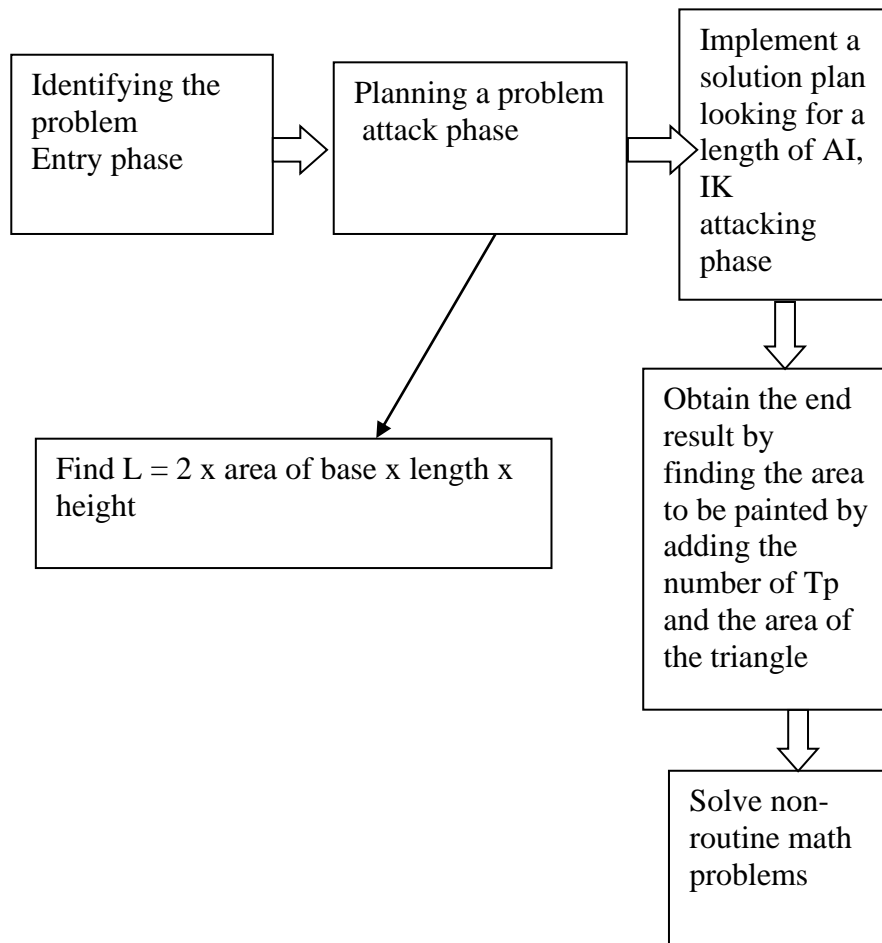 Identifying the
problem
Entry phase
Planning a problem
attack phase
Implement a
solution plan
looking for a
length of AI,
IK
attacking
phase
Find L = 2 x area of base x length x
height
Obtain the end
result by
finding the area
to be painted by
adding the
number of Tp
and the area of
the triangle
Solve non-
routine math
problems